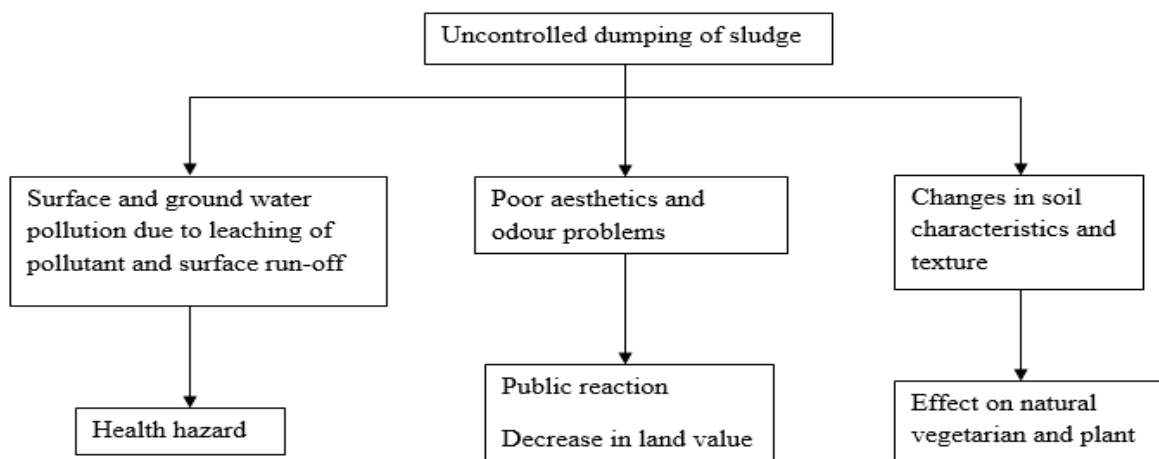 Uncontrolled dumping of sludge
Surface and ground water
pollution due to leaching of
pollutant and surface run-off
Poor aesthetics and
odour problems
Changes in soil
characteristics and
texture
Health hazard
Public reaction
Decrease in land value
Effect on natural
vegetarian and plant